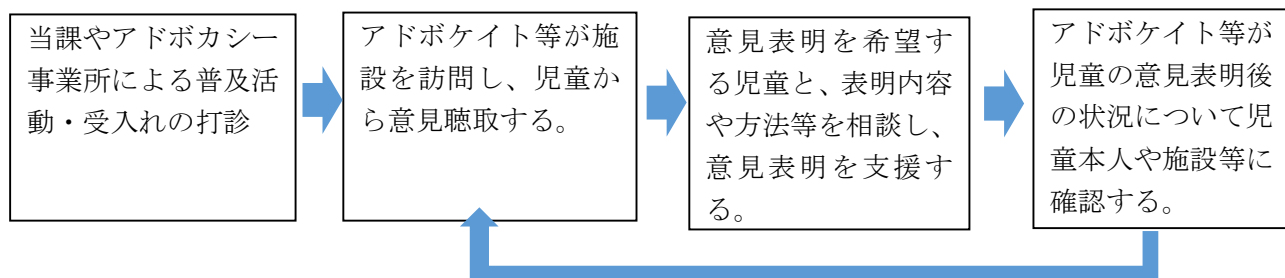 当課やアドボカシー
事業所による普及活
動・受入れの打診
アドボケイト等が施
設を訪問し、児童か
ら意見聴取する。
意見表明を希望す
る児童と、表明内容
や方法等を相談し、
意見表明を支援す
る。
アドボケイト等が
児童の意見表明後
の状況について児
童本人や施設等に
確認する。